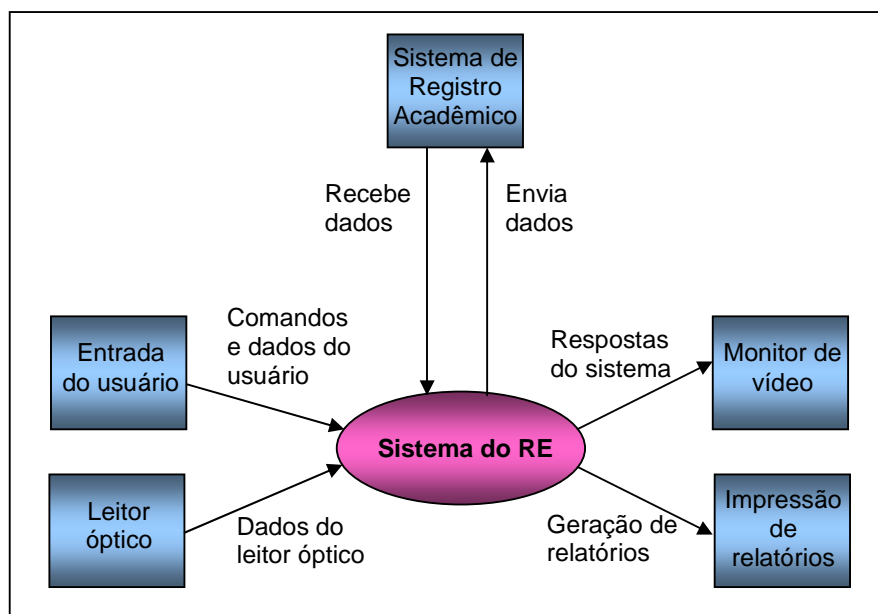 Sistema de
Registro
Acadêmico
Recebe
dados
Envia
dados
Entrada
do usuário
Comandos
e dados do
usuário
Respostas
do sistema
Monitor de
vídeo
Sistema do RE
Leitor
óptico
Dados do
leitor óptico
Geração de
relatórios
Impressão
de
relatórios